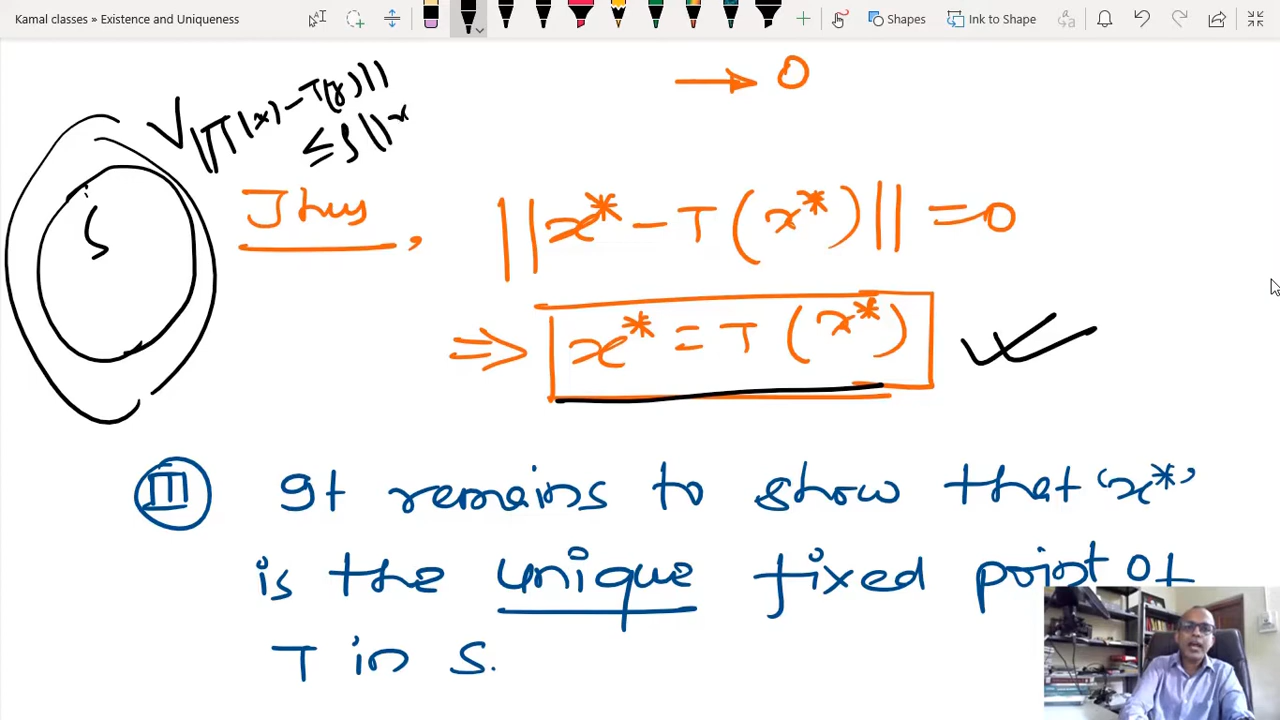 Kamal classes » Existence and Uniqueness
Shapes
Ink to Shape
→ 0
√||T(x) - T(y)||
≤ ρ||x
S
Thus, ||x* - T(x*)|| = 0
⇒ x* = T(x*)
III It remains to show that 'x*'
is the unique fixed point of
T in S.